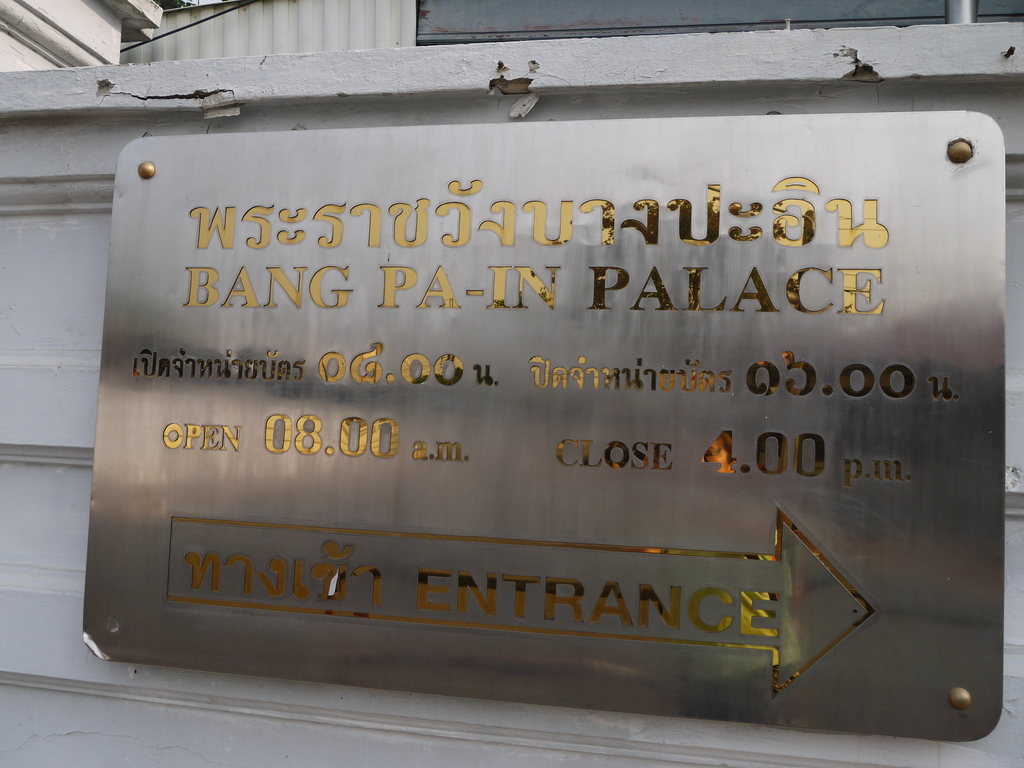 พระราชวังบางปะอิน
BANG PA-IN PALACE
เปิดจำหน่ายบัตร ๐๘.๐๐ น. ปิดจำหน่ายบัตร ๑๖.๐๐ น.
OPEN 08.00 a.m. CLOSE 4.00 p.m.
ทางเข้า ENTRANCE